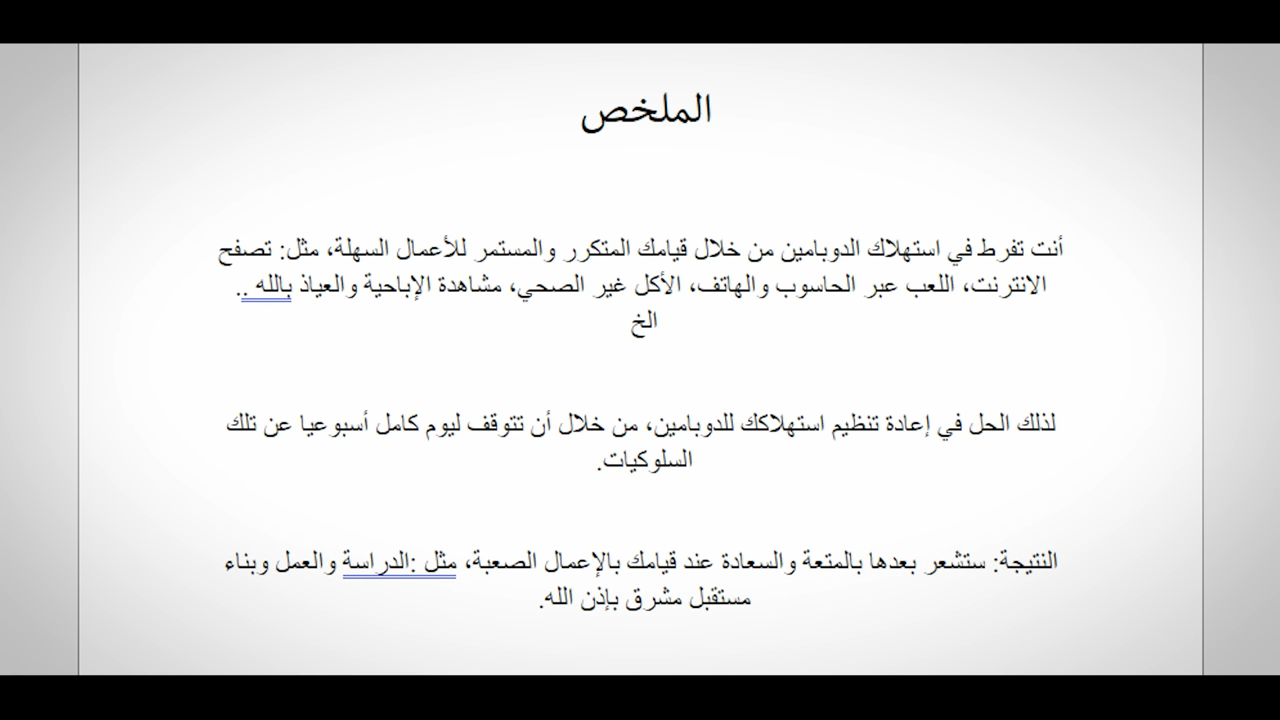 الملخص
أنت تفرط في استهلاك الدوبامين من خلال قيامك المتكرر والمستمر للأعمال السهلة، مثل: تصفح
الانترنت، اللعب عبر الحاسوب والهاتف، الأكل غير الصحي، مشاهدة الإباحية والعياذ بالله ..
الخ
لذلك الحل في إعادة تنظيم استهلاكك للدوبامين، من خلال أن تتوقف ليوم كامل أسبوعيا عن تلك
السلوكيات.
النتيجة: ستشعر بعدها بالمتعة والسعادة عند قيامك بالإعمال الصعبة، مثل :الدراسة والعمل وبناء
مستقبل مشرق بإذن الله.